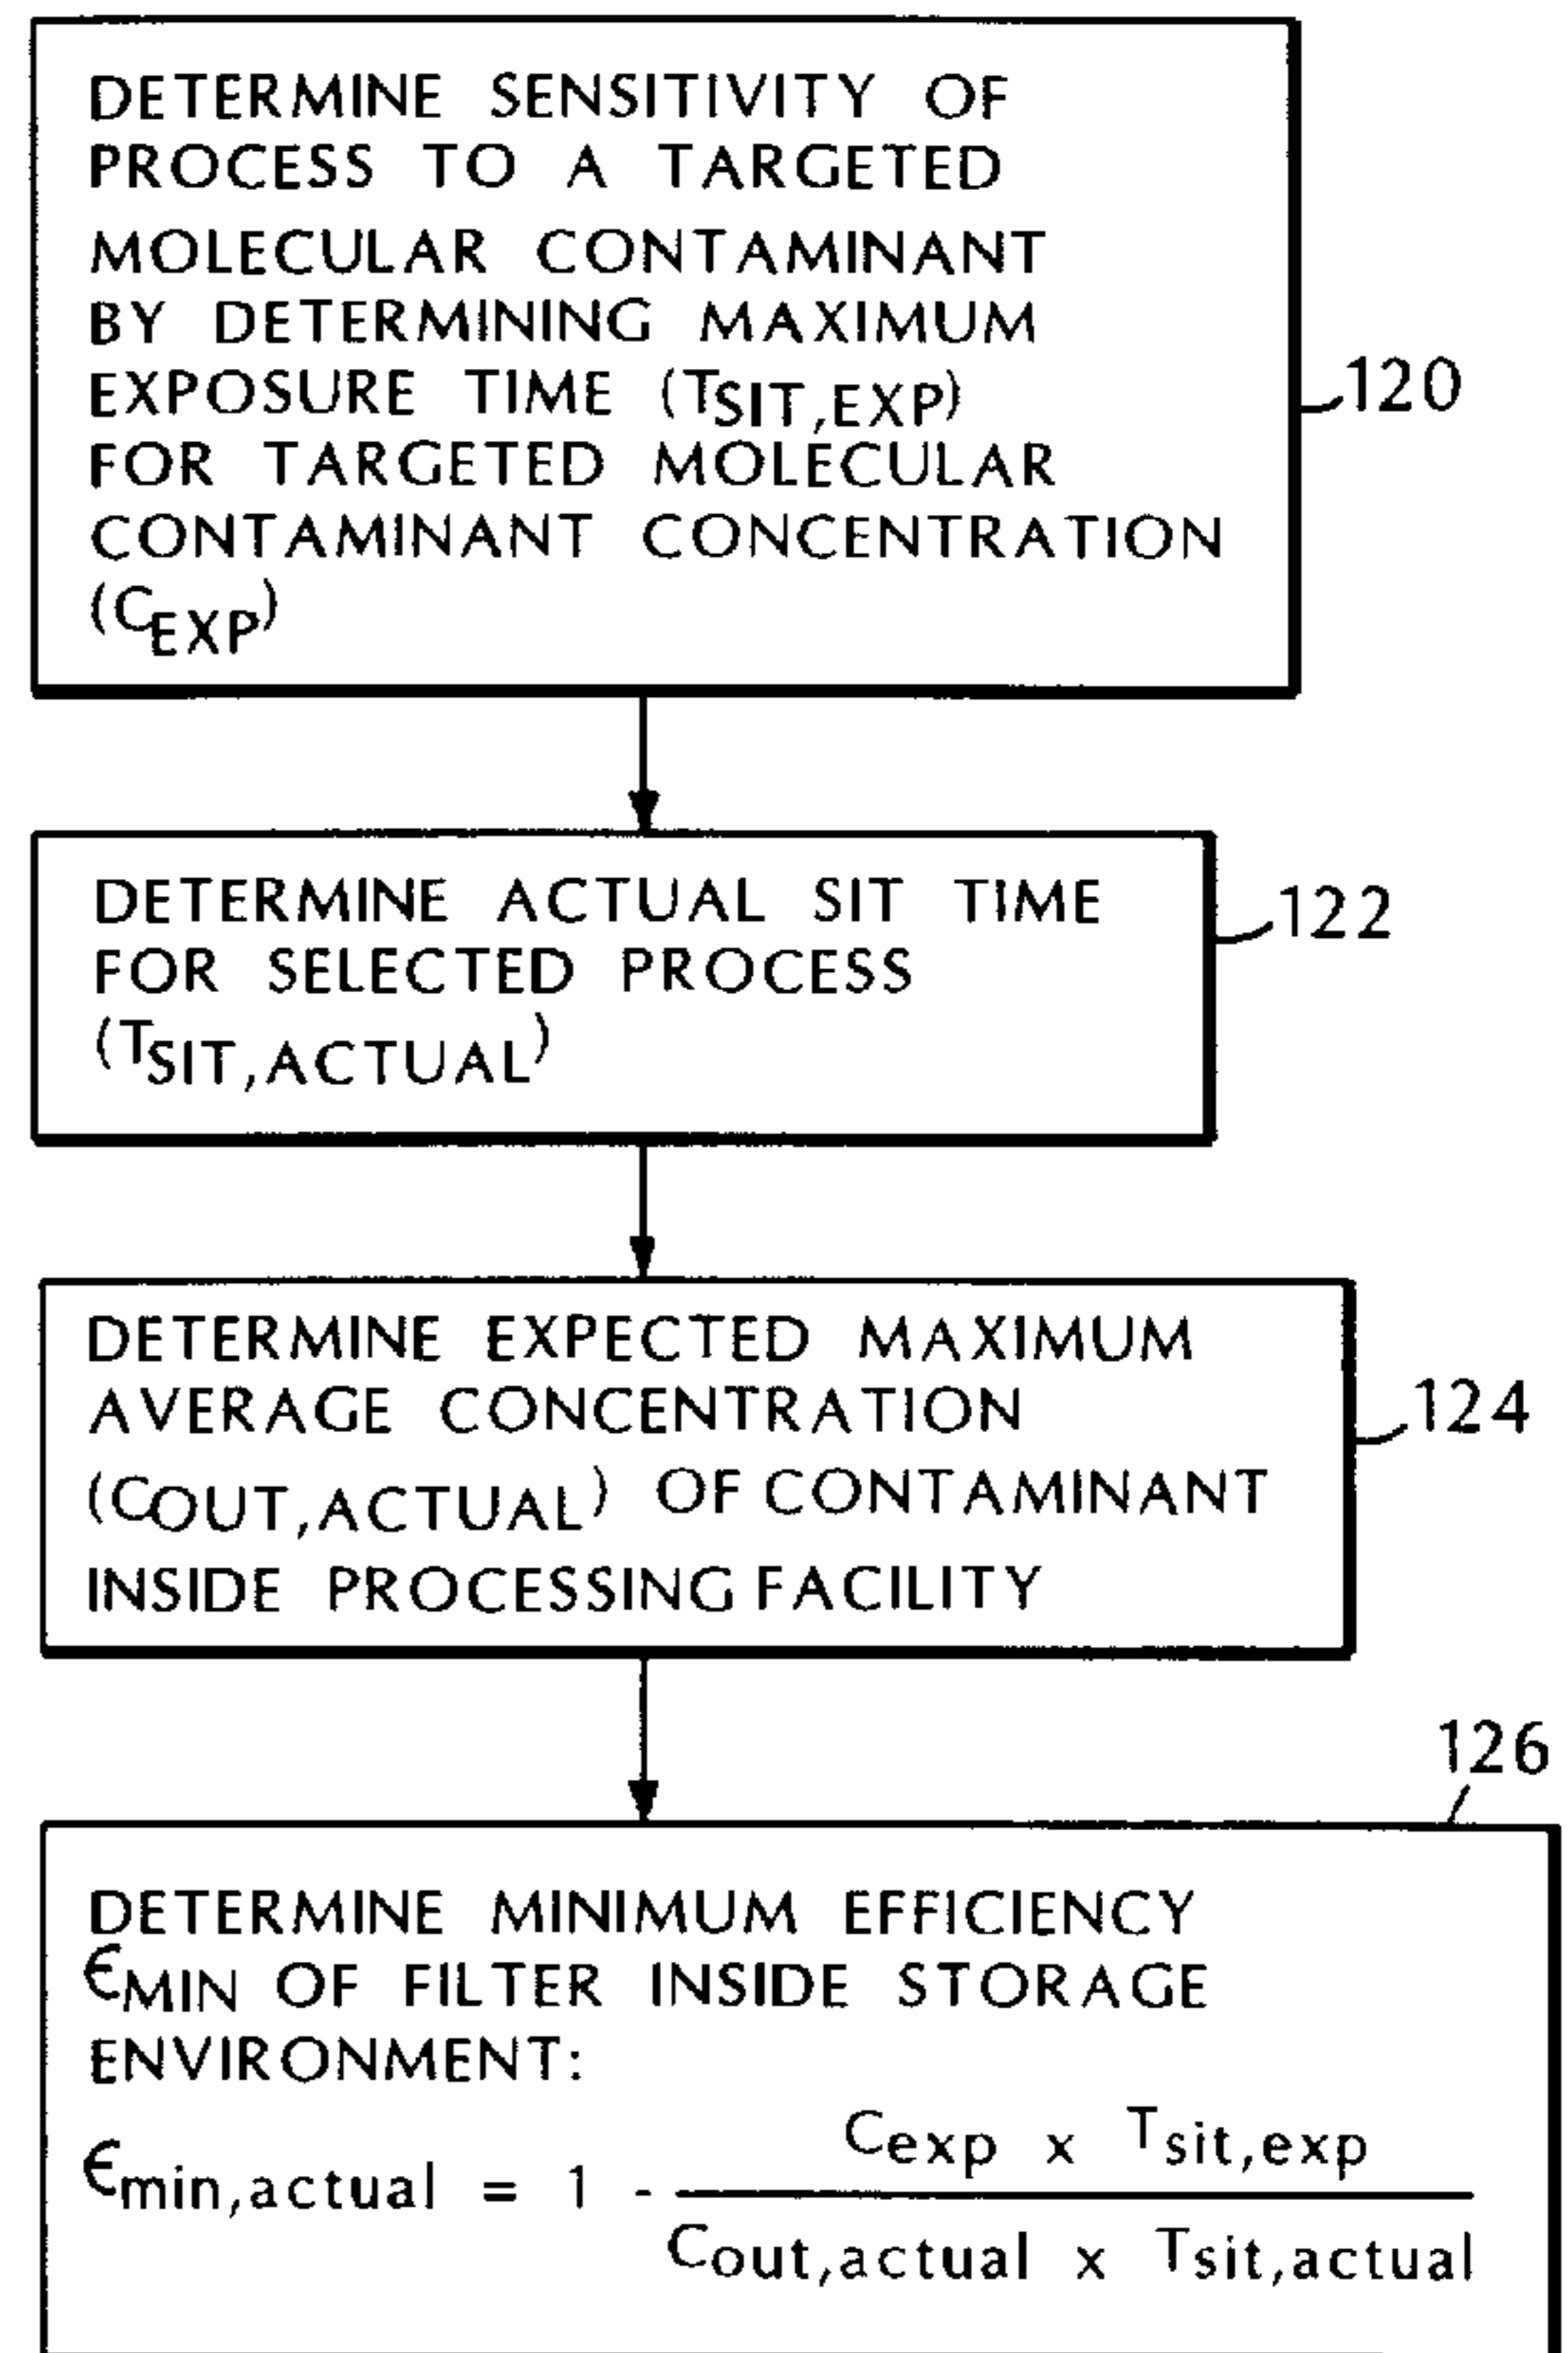 DETERMINE SENSITIVITY OF
PROCESS TO A TARGETED
MOLECULAR CONTAMINANT
BY DETERMINING MAXIMUM
EXPOSURE TIME (TSIT,EXP)
FOR TARGETED MOLECULAR
CONTAMINANT CONCENTRATION
(CEXP)
120
DETERMINE ACTUAL SIT TIME
FOR SELECTED PROCESS
(TSIT,ACTUAL)
122
DETERMINE EXPECTED MAXIMUM
AVERAGE CONCENTRATION
(COUT,ACTUAL) OF CONTAMINANT
INSIDE PROCESSING FACILITY
124
126
DETERMINE MINIMUM EFFICIENCY
ϵMIN OF FILTER INSIDE STORAGE
ENVIRONMENT:
Cexp x Tsit,exp
ϵmin,actual = 1 -
Cout,actual x Tsit,actual